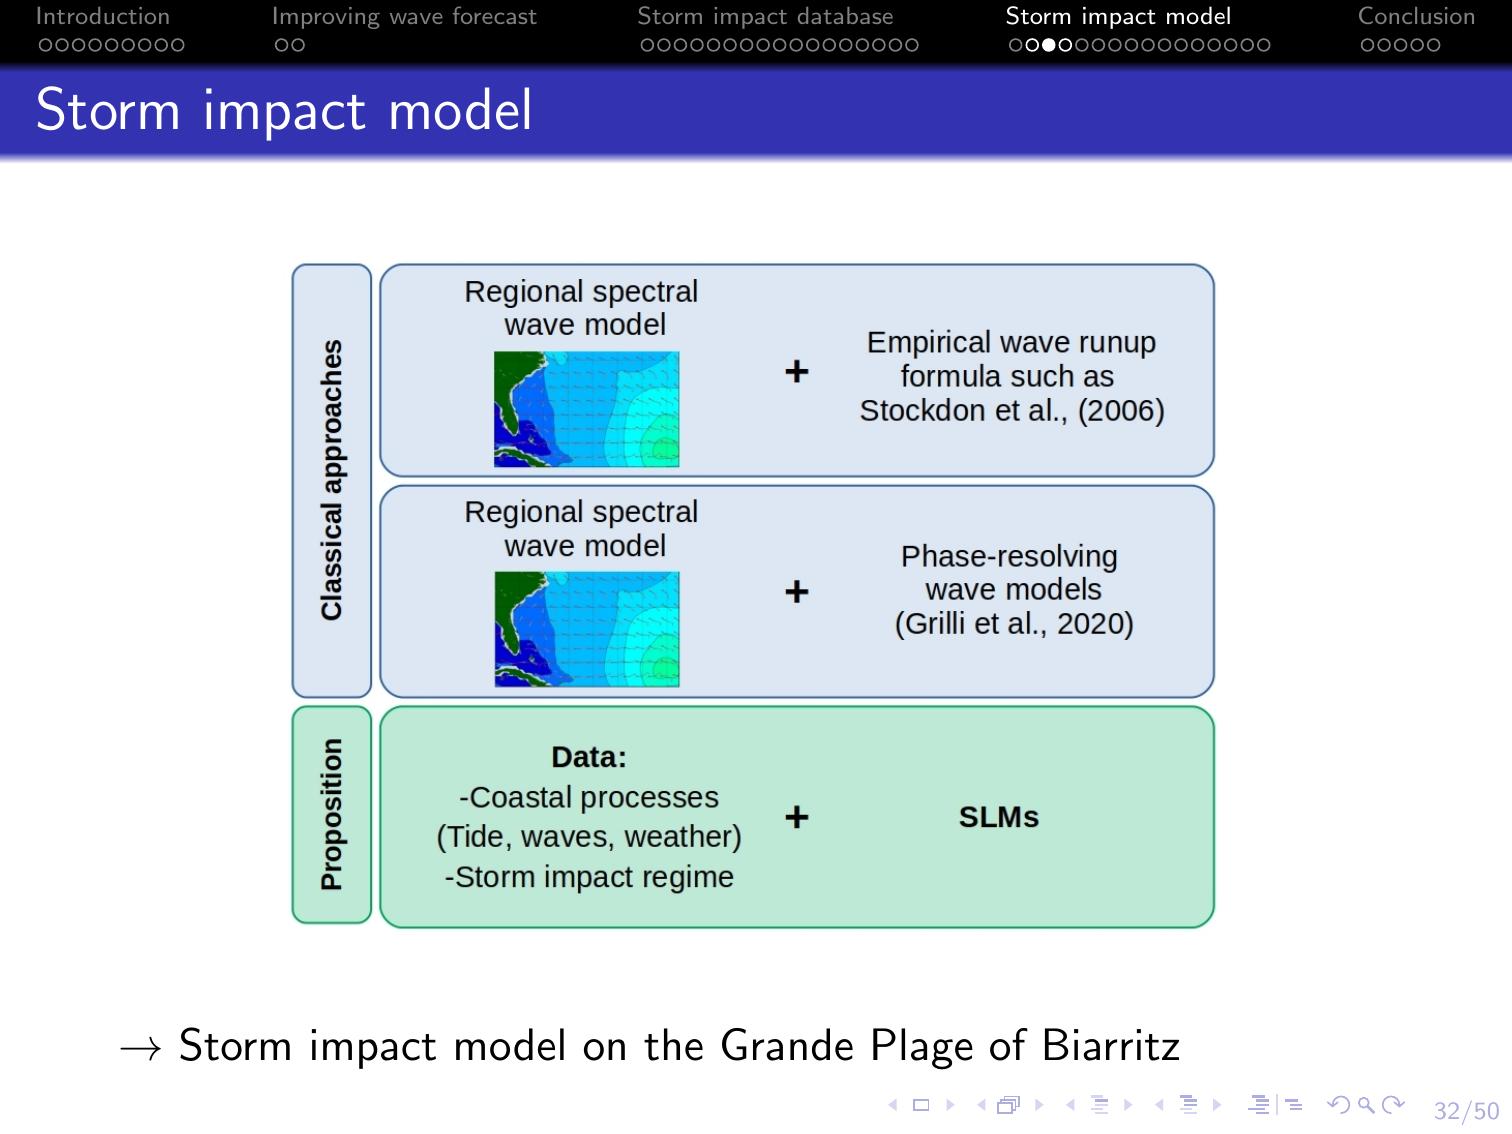 Introduction
Improving wave forecast
Storm impact database
Storm impact model
Conclusion
Storm impact model
Classical approaches
Regional spectral
wave model
+
Empirical wave runup
formula such as
Stockdon et al., (2006)
Regional spectral
wave model
+
Phase-resolving
wave models
(Grilli et al., 2020)
Proposition
Data:
-Coastal processes
(Tide, waves, weather)
-Storm impact regime
+
SLMs
→ Storm impact model on the Grande Plage of Biarritz
32/50